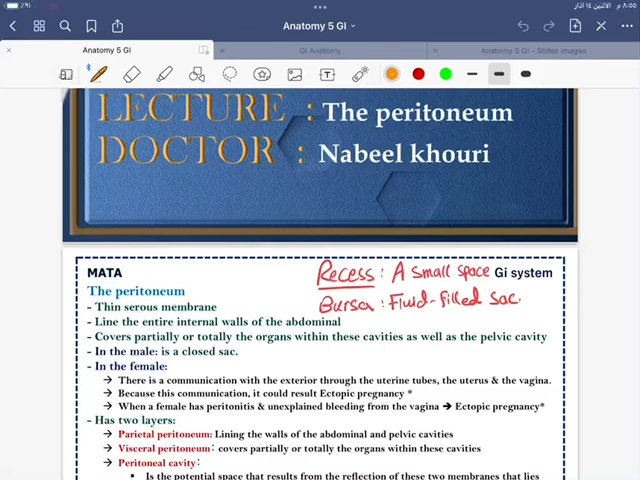 ٪٩١
•••
٨:٥٥ م الاثنين ١٤ آذار
Anatomy 5 GI
Anatomy 5 GI
GI Anatomy
Anatomy 5 GI - Slides images
LECTURE : The peritoneum
DOCTOR : Nabeel khouri
MATA
Recess : A small space
Gi system
The peritoneum
Bursa : Fluid-filled sac
- Thin serous membrane
- Line the entire internal walls of the abdominal
- Covers partially or totally the organs within these cavities as well as the pelvic cavity
- In the male: is a closed sac.
- In the female:
→ There is a communication with the exterior through the uterine tubes, the uterus & the vagina.
→ Because this communication, it could result Ectopic pregnancy *
→ When a female has peritonitis & unexplained bleeding from the vagina → Ectopic pregnancy*
- Has two layers:
→ Parietal peritoneum: Lining the walls of the abdominal and pelvic cavities
→ Visceral peritoneum: covers partially or totally the organs within these cavities
→ Peritoneal cavity:
▪ Is the potential space that results from the reflection of these two membranes that lies